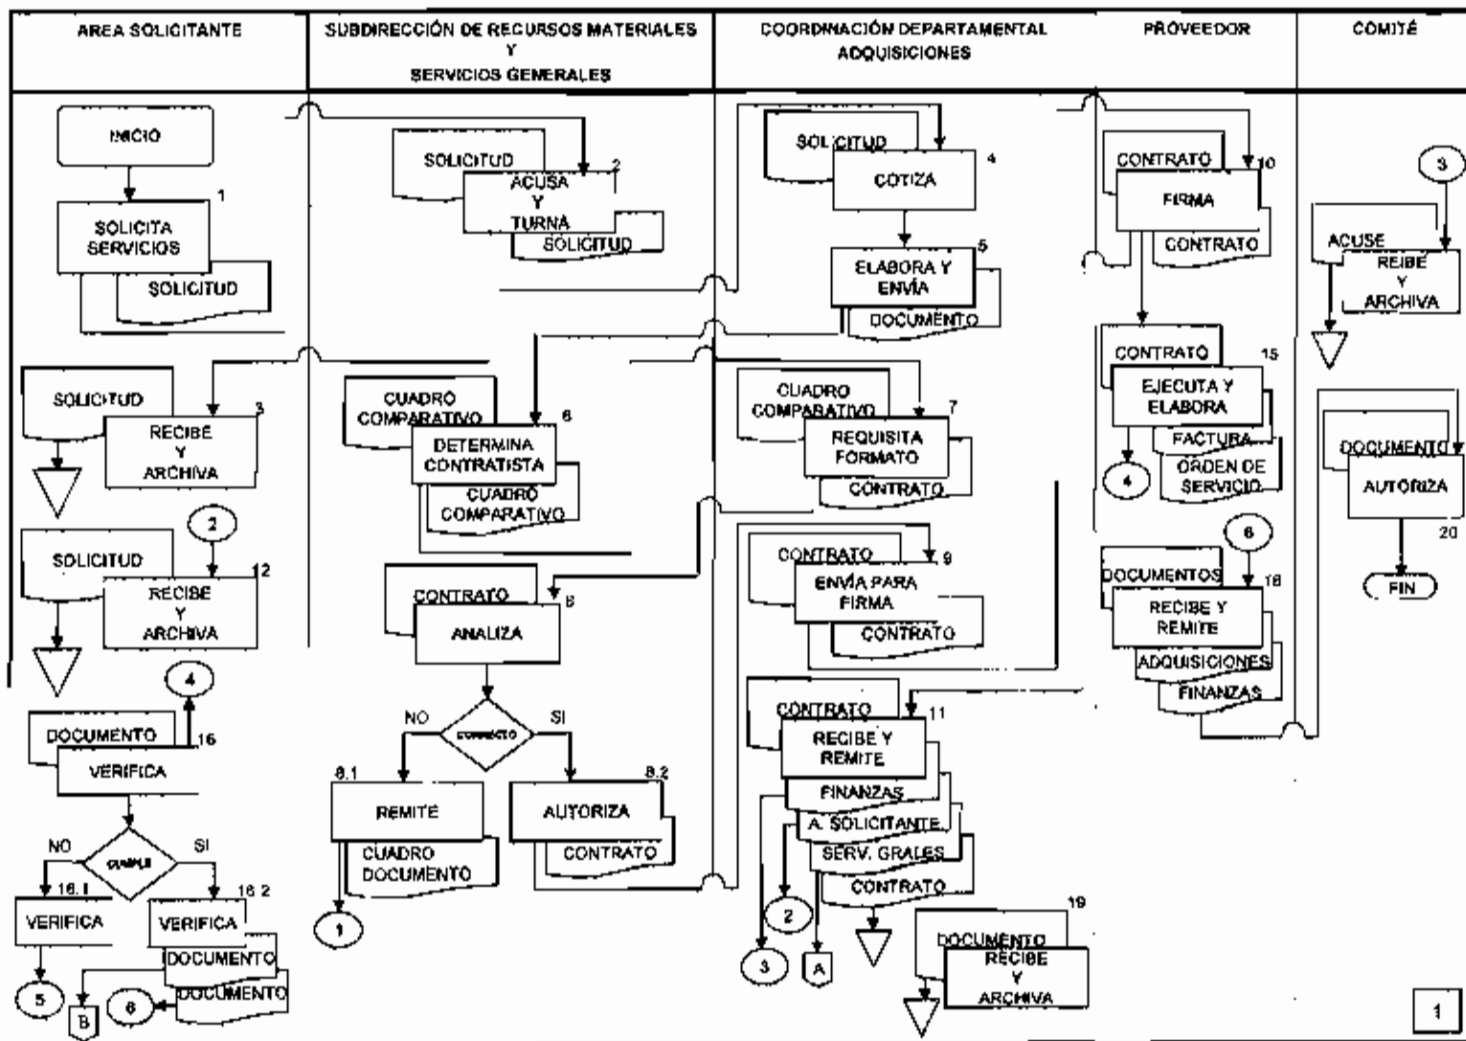 AREA SOLICITANTE
SUBDIRECCIÓN DE RECURSOS MATERIALES
Y
SERVICIOS GENERALES
COORDINACIÓN DEPARTAMENTAL
ADQUISICIONES
PROVEEDOR
COMITÉ
INICIO
1
SOLICITA
SERVICIOS
SOLICITUD
SOLICITUD
3
RECIBE
Y
ARCHIVA
2
SOLICITUD
12
RECIBE
Y
ARCHIVA
4
DOCUMENTO
16
VERIFICA
NO
SI
CUMPLE
16.1
VERIFICA
16.2
VERIFICA
DOCUMENTO
DOCUMENTO
5
B
6
SOLICITUD
2
ACUSA
Y
TURNA
SOLICITUD
CUADRO
COMPARATIVO
6
DETERMINA
CONTRATISTA
CUADRO
COMPARATIVO
CONTRATO
8
ANALIZA
NO
SI
CORRECTO
8.1
REMITE
CUADRO
DOCUMENTO
1
8.2
AUTORIZA
CONTRATO
SOLICITUD
4
COTIZA
5
ELABORA Y
ENVÍA
DOCUMENTO
CUADRO
COMPARATIVO
7
REQUISITA
FORMATO
CONTRATO
CONTRATO
9
ENVÍA PARA
FIRMA
CONTRATO
CONTRATO
11
RECIBE Y
REMITE
FINANZAS
A. SOLICITANTE
SERV. GRALES
CONTRATO
2
3
A
19
DOCUMENTO
RECIBE
Y
ARCHIVA
CONTRATO
10
FIRMA
CONTRATO
CONTRATO
15
EJECUTA Y
ELABORA
FACTURA
ORDEN DE
SERVICIO
4
6
DOCUMENTOS
18
RECIBE Y
REMITE
ADQUISICIONES
FINANZAS
3
ACUSE
REIBE
Y
ARCHIVA
DOCUMENTO
AUTORIZA
20
FIN
1